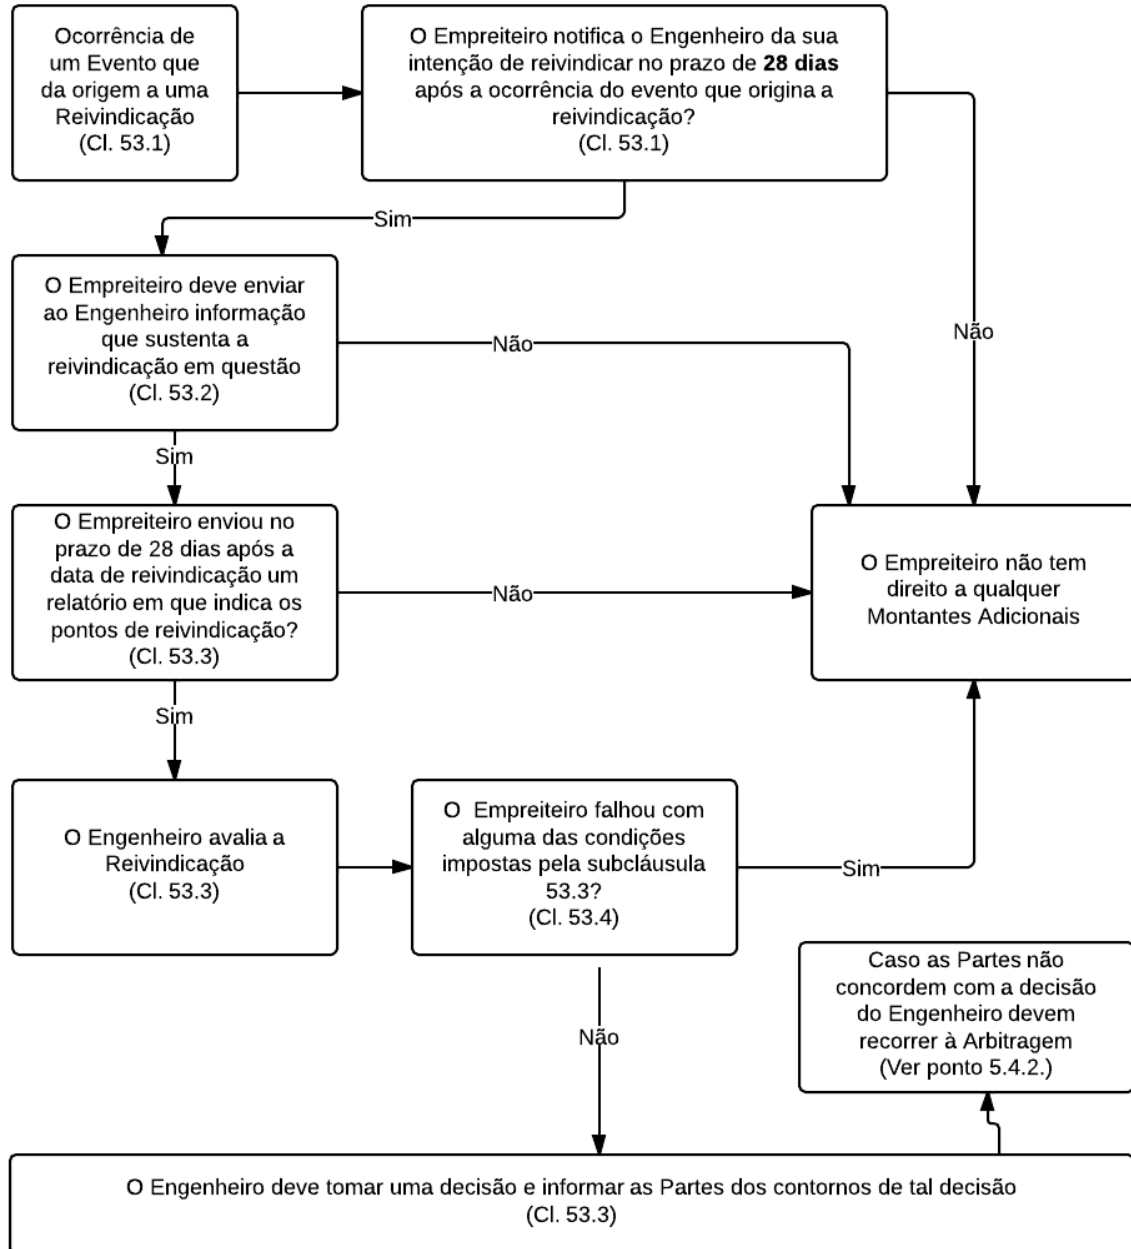 Ocorrência de
um Evento que
da origem a uma
Reivindicação
(Cl. 53.1)
O Empreiteiro notifica o Engenheiro da sua
intenção de reivindicar no prazo de 28 dias
após a ocorrência do evento que origina a
reivindicação?
(Cl. 53.1)
Sim
Não
O Empreiteiro deve enviar
ao Engenheiro informação
que sustenta a
reivindicação em questão
(Cl. 53.2)
Não
Sim
O Empreiteiro enviou no
prazo de 28 dias após a
data de reivindicação um
relatório em que indica os
pontos de reivindicação?
(Cl. 53.3)
Não
O Empreiteiro não tem
direito a qualquer
Montantes Adicionais
Sim
O Engenheiro avalia a
Reivindicação
(Cl. 53.3)
O Empreiteiro falhou com
alguma das condições
impostas pela subcláusula
53.3?
(Cl. 53.4)
Sim
Não
Caso as Partes não
concordem com a decisão
do Engenheiro devem
recorrer à Arbitragem
(Ver ponto 5.4.2.)
O Engenheiro deve tomar uma decisão e informar as Partes dos contornos de tal decisão
(Cl. 53.3)